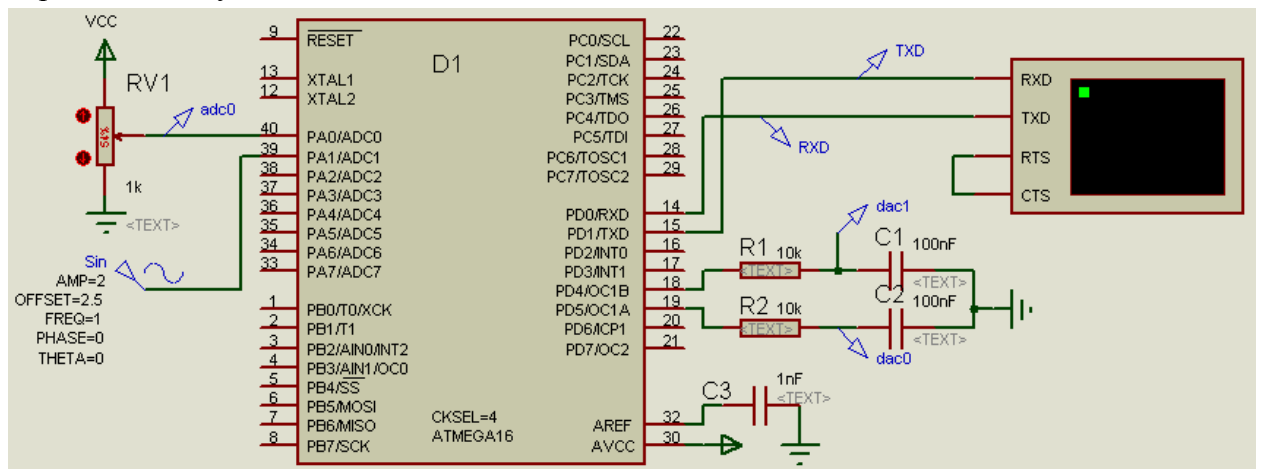 VCC
RV1
54%
1k
<TEXT>
adc0
Sin
AMP=2
OFFSET=2.5
FREQ=1
PHASE=0
THETA=0
D1
9 RESET
13 XTAL1
12 XTAL2
40 PA0/ADC0
39 PA1/ADC1
38 PA2/ADC2
37 PA3/ADC3
36 PA4/ADC4
35 PA5/ADC5
34 PA6/ADC6
33 PA7/ADC7
1 PB0/T0/XCK
2 PB1/T1
3 PB2/AIN0/INT2
4 PB3/AIN1/OC0
5 PB4/SS
6 PB5/MOSI
7 PB6/MISO
8 PB7/SCK
PC0/SCL 22
PC1/SDA 23
PC2/TCK 24
PC3/TMS 25
PC4/TDO 26
PC5/TDI 27
PC6/TOSC1 28
PC7/TOSC2 29
PD0/RXD 14
PD1/TXD 15
PD2/INT0 16
PD3/INT1 17
PD4/OC1B 18
PD5/OC1A 19
PD6/ICP1 20
PD7/OC2 21
AREF 32
AVCC 30
CKSEL=4
ATMEGA16
TXD
RXD
RXD
TXD
RTS
CTS
dac1
R1 10k
<TEXT>
C1 100nF
<TEXT>
R2 10k
<TEXT>
C2 100nF
<TEXT>
dac0
C3 1nF
<TEXT>